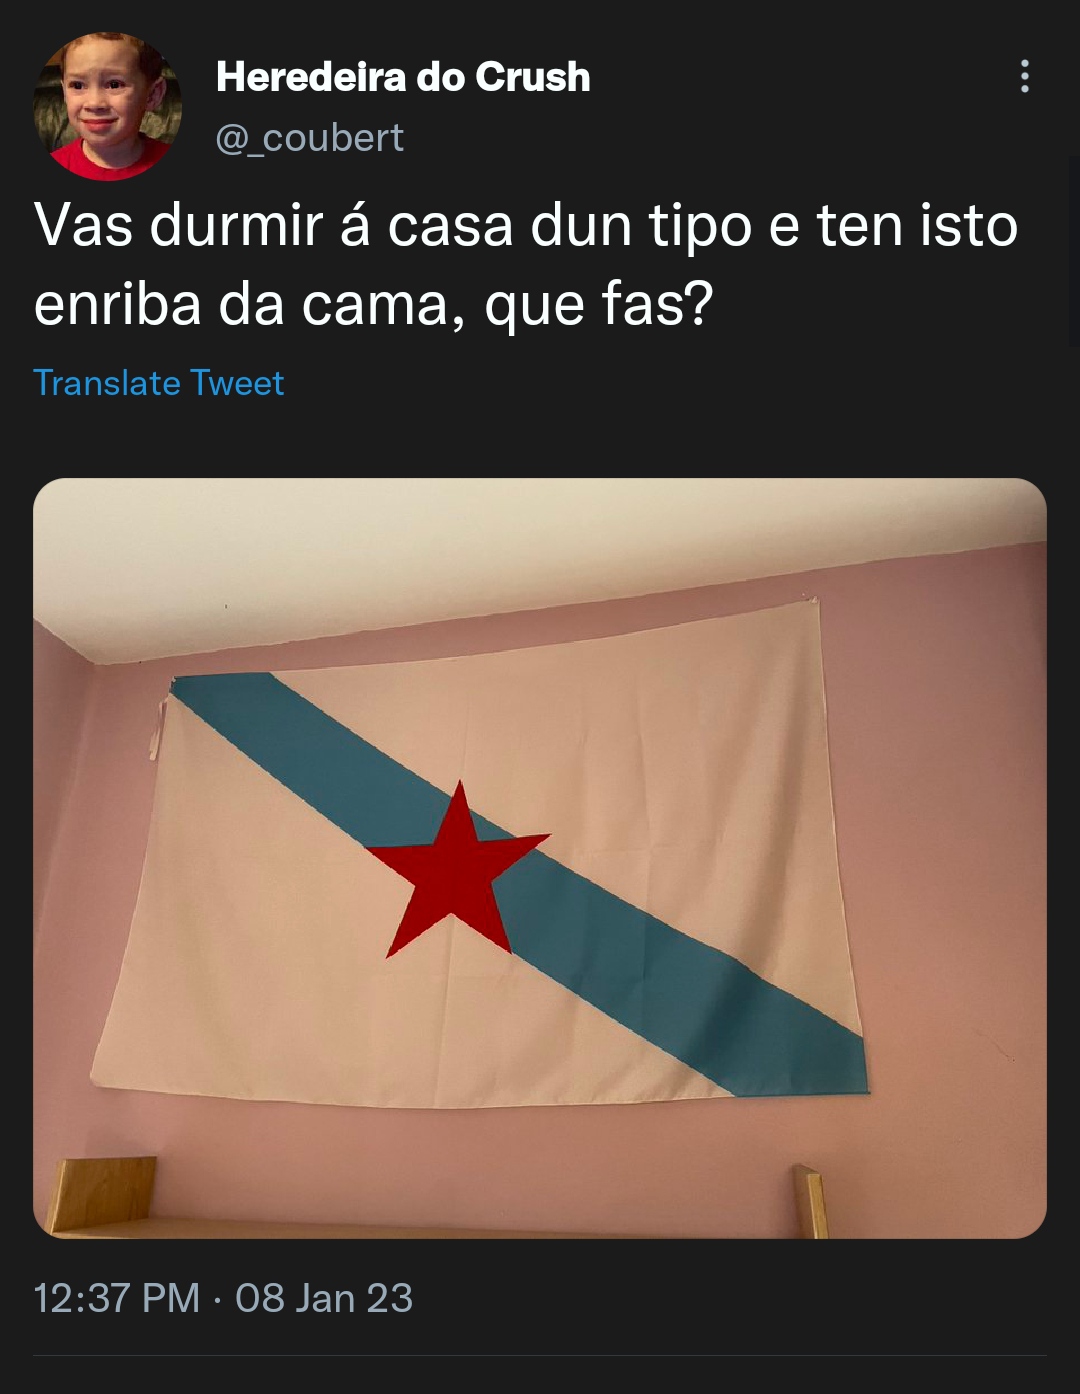 Heredeira do Crush
@_coubert
Vas durmir á casa dun tipo e ten isto
enriba da cama, que fas?
Translate Tweet
12:37 PM · 08 Jan 23